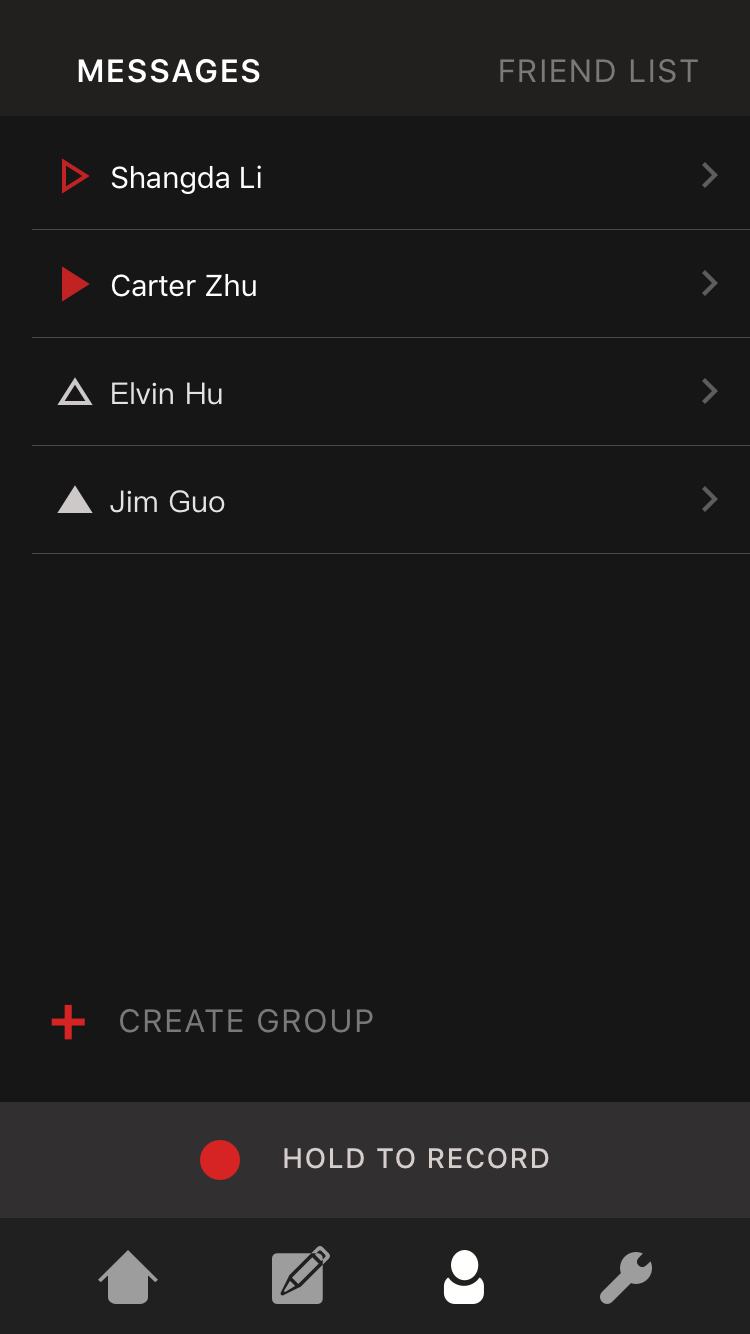 MESSAGES FRIEND LIST
Shangda Li
Carter Zhu
Elvin Hu
Jim Guo
CREATE GROUP
HOLD TO RECORD